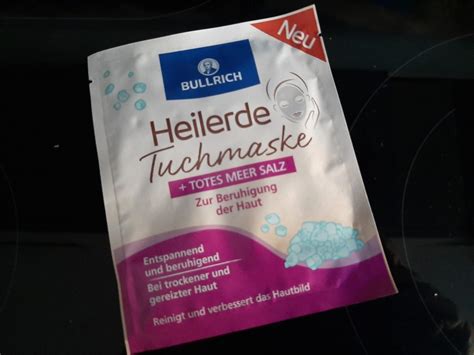 Neu
BULLRICH
Heilerde
Tuchmaske
+ TOTES MEER SALZ
Zur Beruhigung
der Haut
Entspannend
und beruhigend
Bei trockener und
gereizter Haut
Reinigt und verbessert das Hautbild